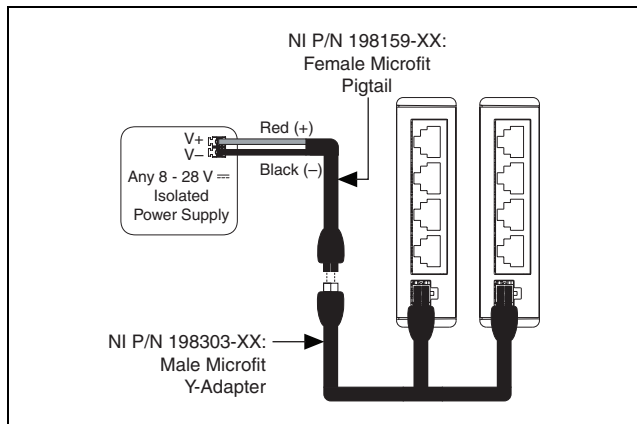 NI P/N 198159-XX:
Female Microfit
Pigtail
Red (+)
V+
V–
Black (–)
Any 8 - 28 V ⎓
Isolated
Power Supply
NI P/N 198303-XX:
Male Microfit
Y-Adapter